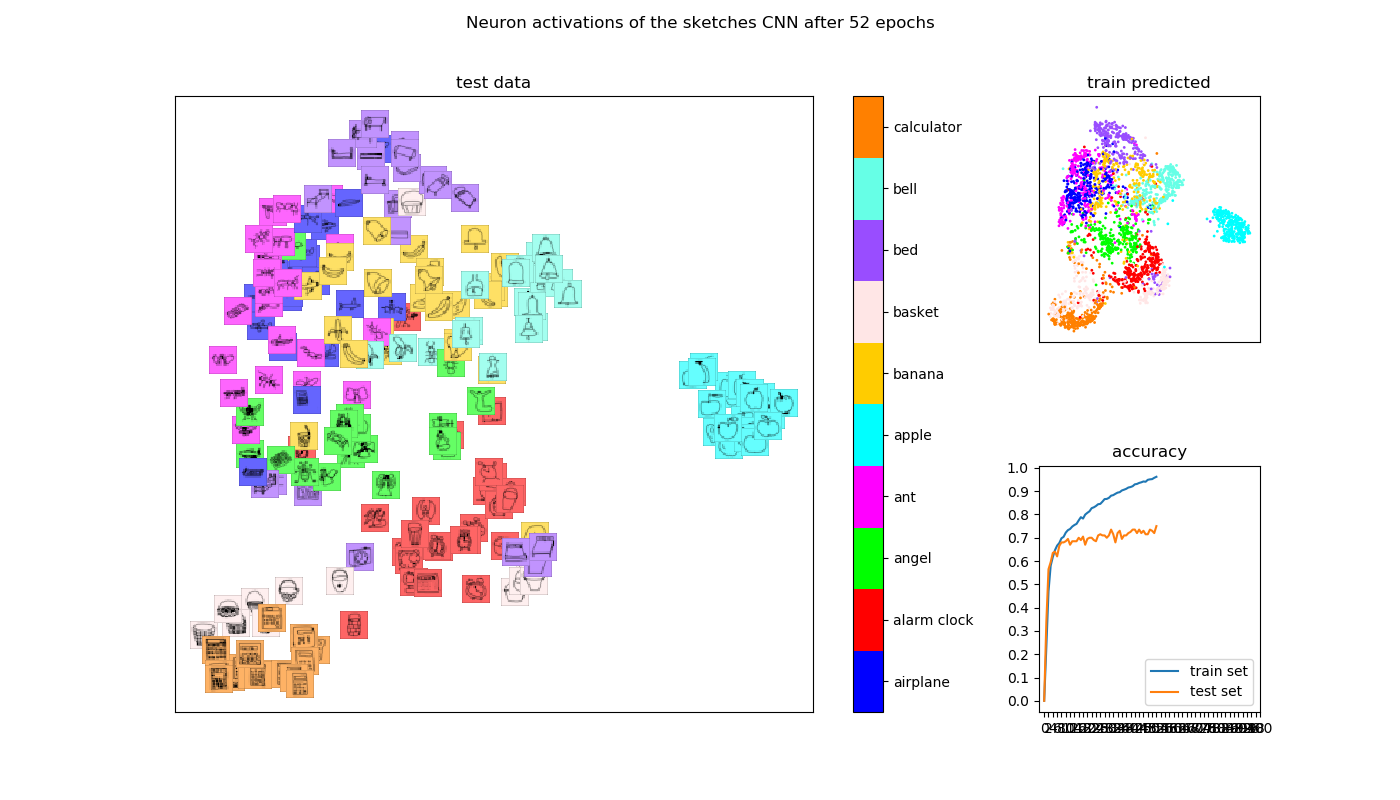 Neuron activations of the sketches CNN after 52 epochs
test data
calculator
bell
bed
basket
banana
apple
ant
angel
alarm clock
airplane
train predicted
accuracy
1.0
0.9
0.8
0.7
0.6
0.5
0.4
0.3
0.2
0.1
0.0
train set
test set